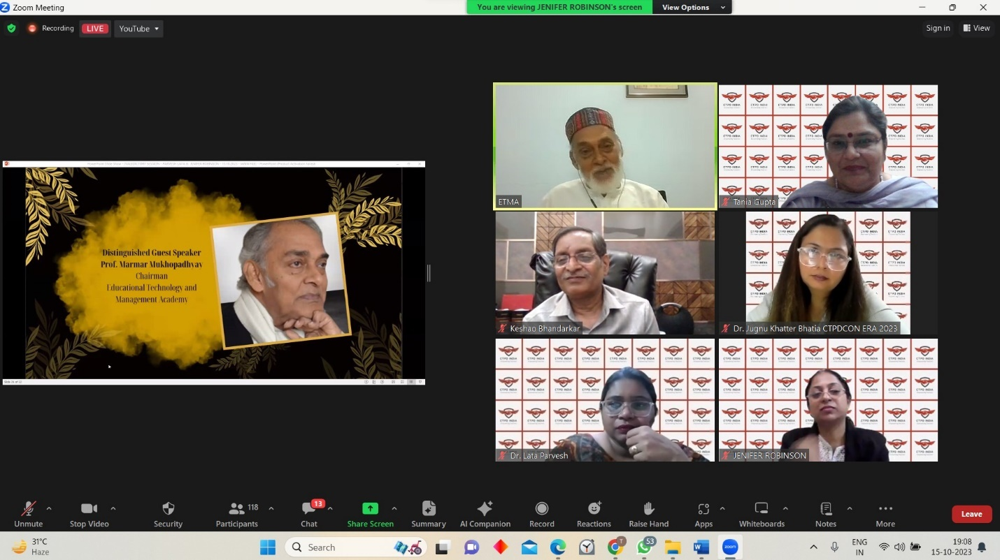 Zoom Meeting
You are viewing JENIFER ROBINSON's screen
View Options
Recording
LIVE
YouTube
Sign in
View
Distinguished Guest Speaker
Prof. Marmar Mukhopadhyay
Chairman
Educational Technology and
Management Academy
ETMA
Tania Gupta
Keshao Bhandarkar
Dr. Jugnu Khatter Bhatia CTPDCON ERA 2023
Dr. Lata Parvesh
JENIFER ROBINSON
CTPD INDIA
Unmute
Stop Video
Security
118
Participants
13
Chat
Share Screen
Summary
AI Companion
Record
Reactions
Raise Hand
Apps
Whiteboards
Notes
More
Leave
31°C
Haze
Search
T
53
W
zoom
ENG
IN
19:08
15-10-2023